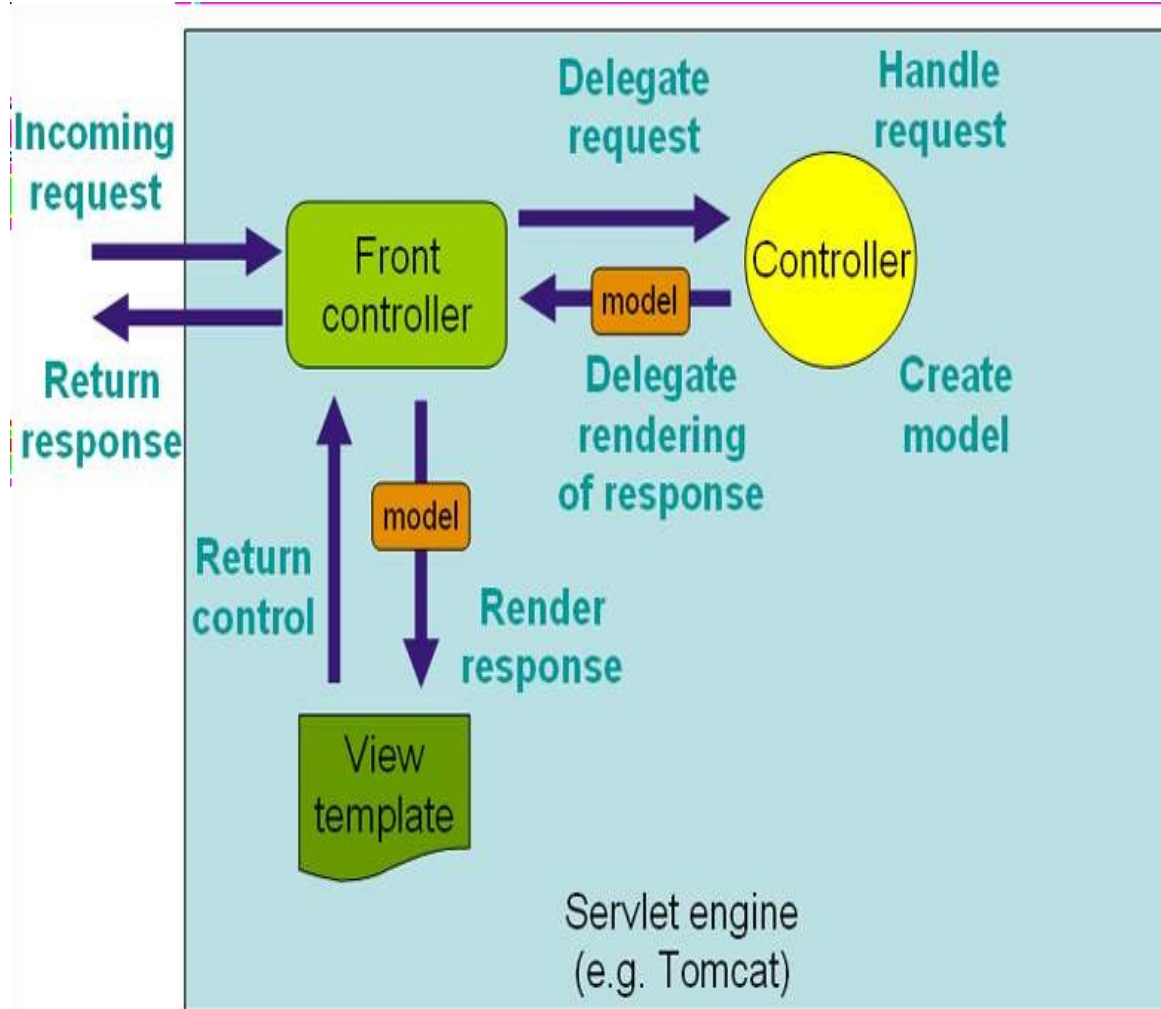 Incoming
request
Delegate
request
Handle
request
Front
controller
Controller
model
Return
response
Delegate
rendering
of response
Create
model
model
Return
control
Render
response
View
template
Servlet engine
(e.g. Tomcat)